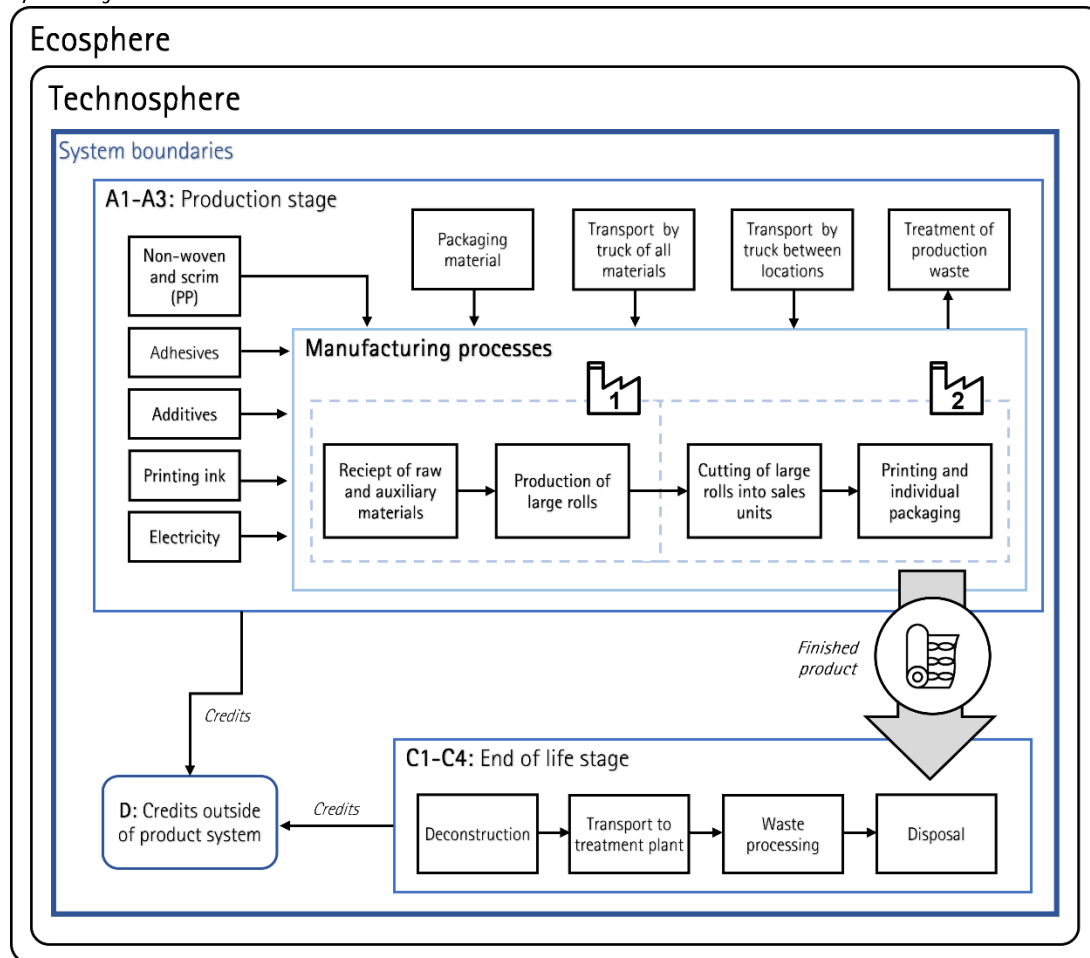 Ecosphere
Technosphere
System boundaries
A1-A3: Production stage
Non-woven
and scrim
(PP)
Packaging
material
Transport by
truck of all
materials
Transport by
truck between
locations
Treatment of
production
waste
Adhesives
Additives
Printing ink
Electricity
Manufacturing processes
1
2
Reciept of raw
and auxiliary
materials
Production of
large rolls
Cutting of large
rolls into sales
units
Printing and
individual
packaging
Finished
product
Credits
C1-C4: End of life stage
D: Credits outside
of product system
Credits
Deconstruction
Transport to
treatment plant
Waste
processing
Disposal